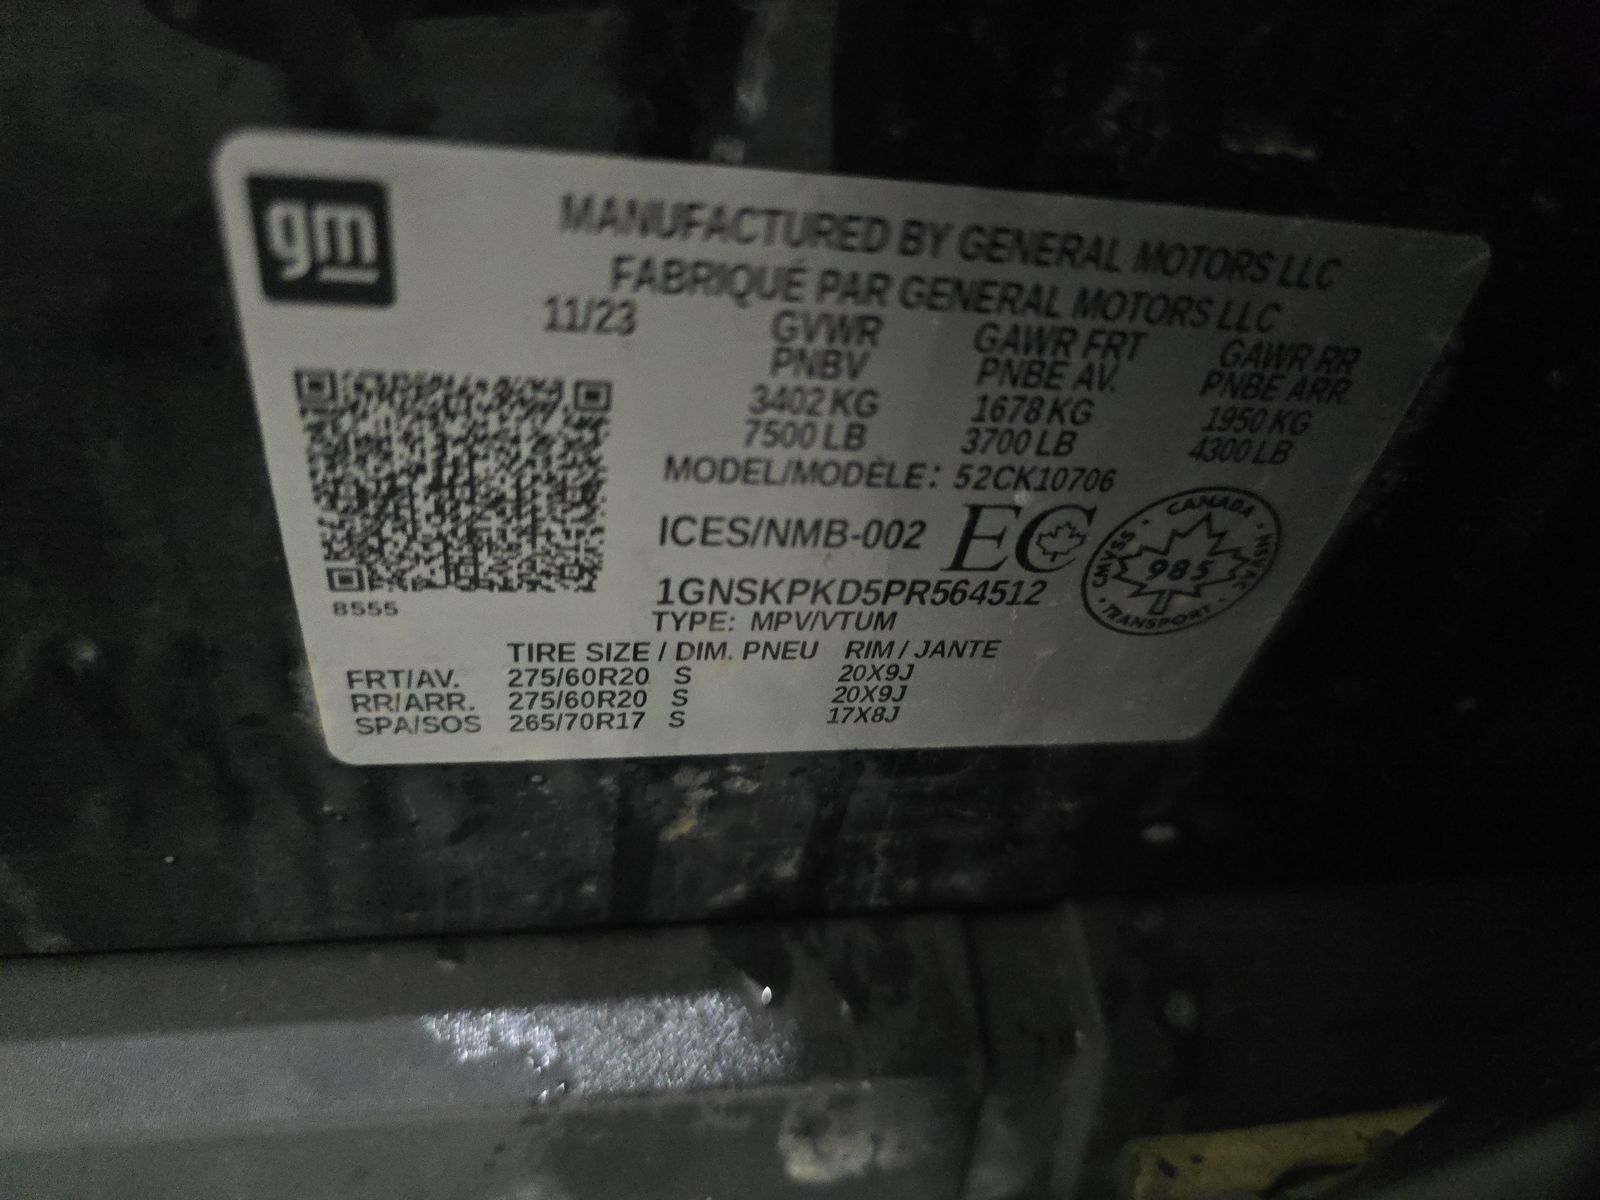 gm
MANUFACTURED BY GENERAL MOTORS LLC
FABRIQUÉ PAR GENERAL MOTORS LLC
11/23 GVWR GAWR FRT GAWR RR
PNBV PNBE AV. PNBE ARR.
3402 KG 1678 KG 1950 KG
7500 LB 3700 LB 4300 LB
MODEL/MODÈLE: 52CK10706
ICES/NMB-002 EC
CANADA · NSVAC · TRANSPORT · CMVSS ·
985
1GNSKPKD5PR564512
8555
TYPE: MPV/VTUM
TIRE SIZE / DIM. PNEU RIM / JANTE
FRT/AV. 275/60R20 S 20X9J
RR/ARR. 275/60R20 S 20X9J
SPA/SOS 265/70R17 S 17X8J